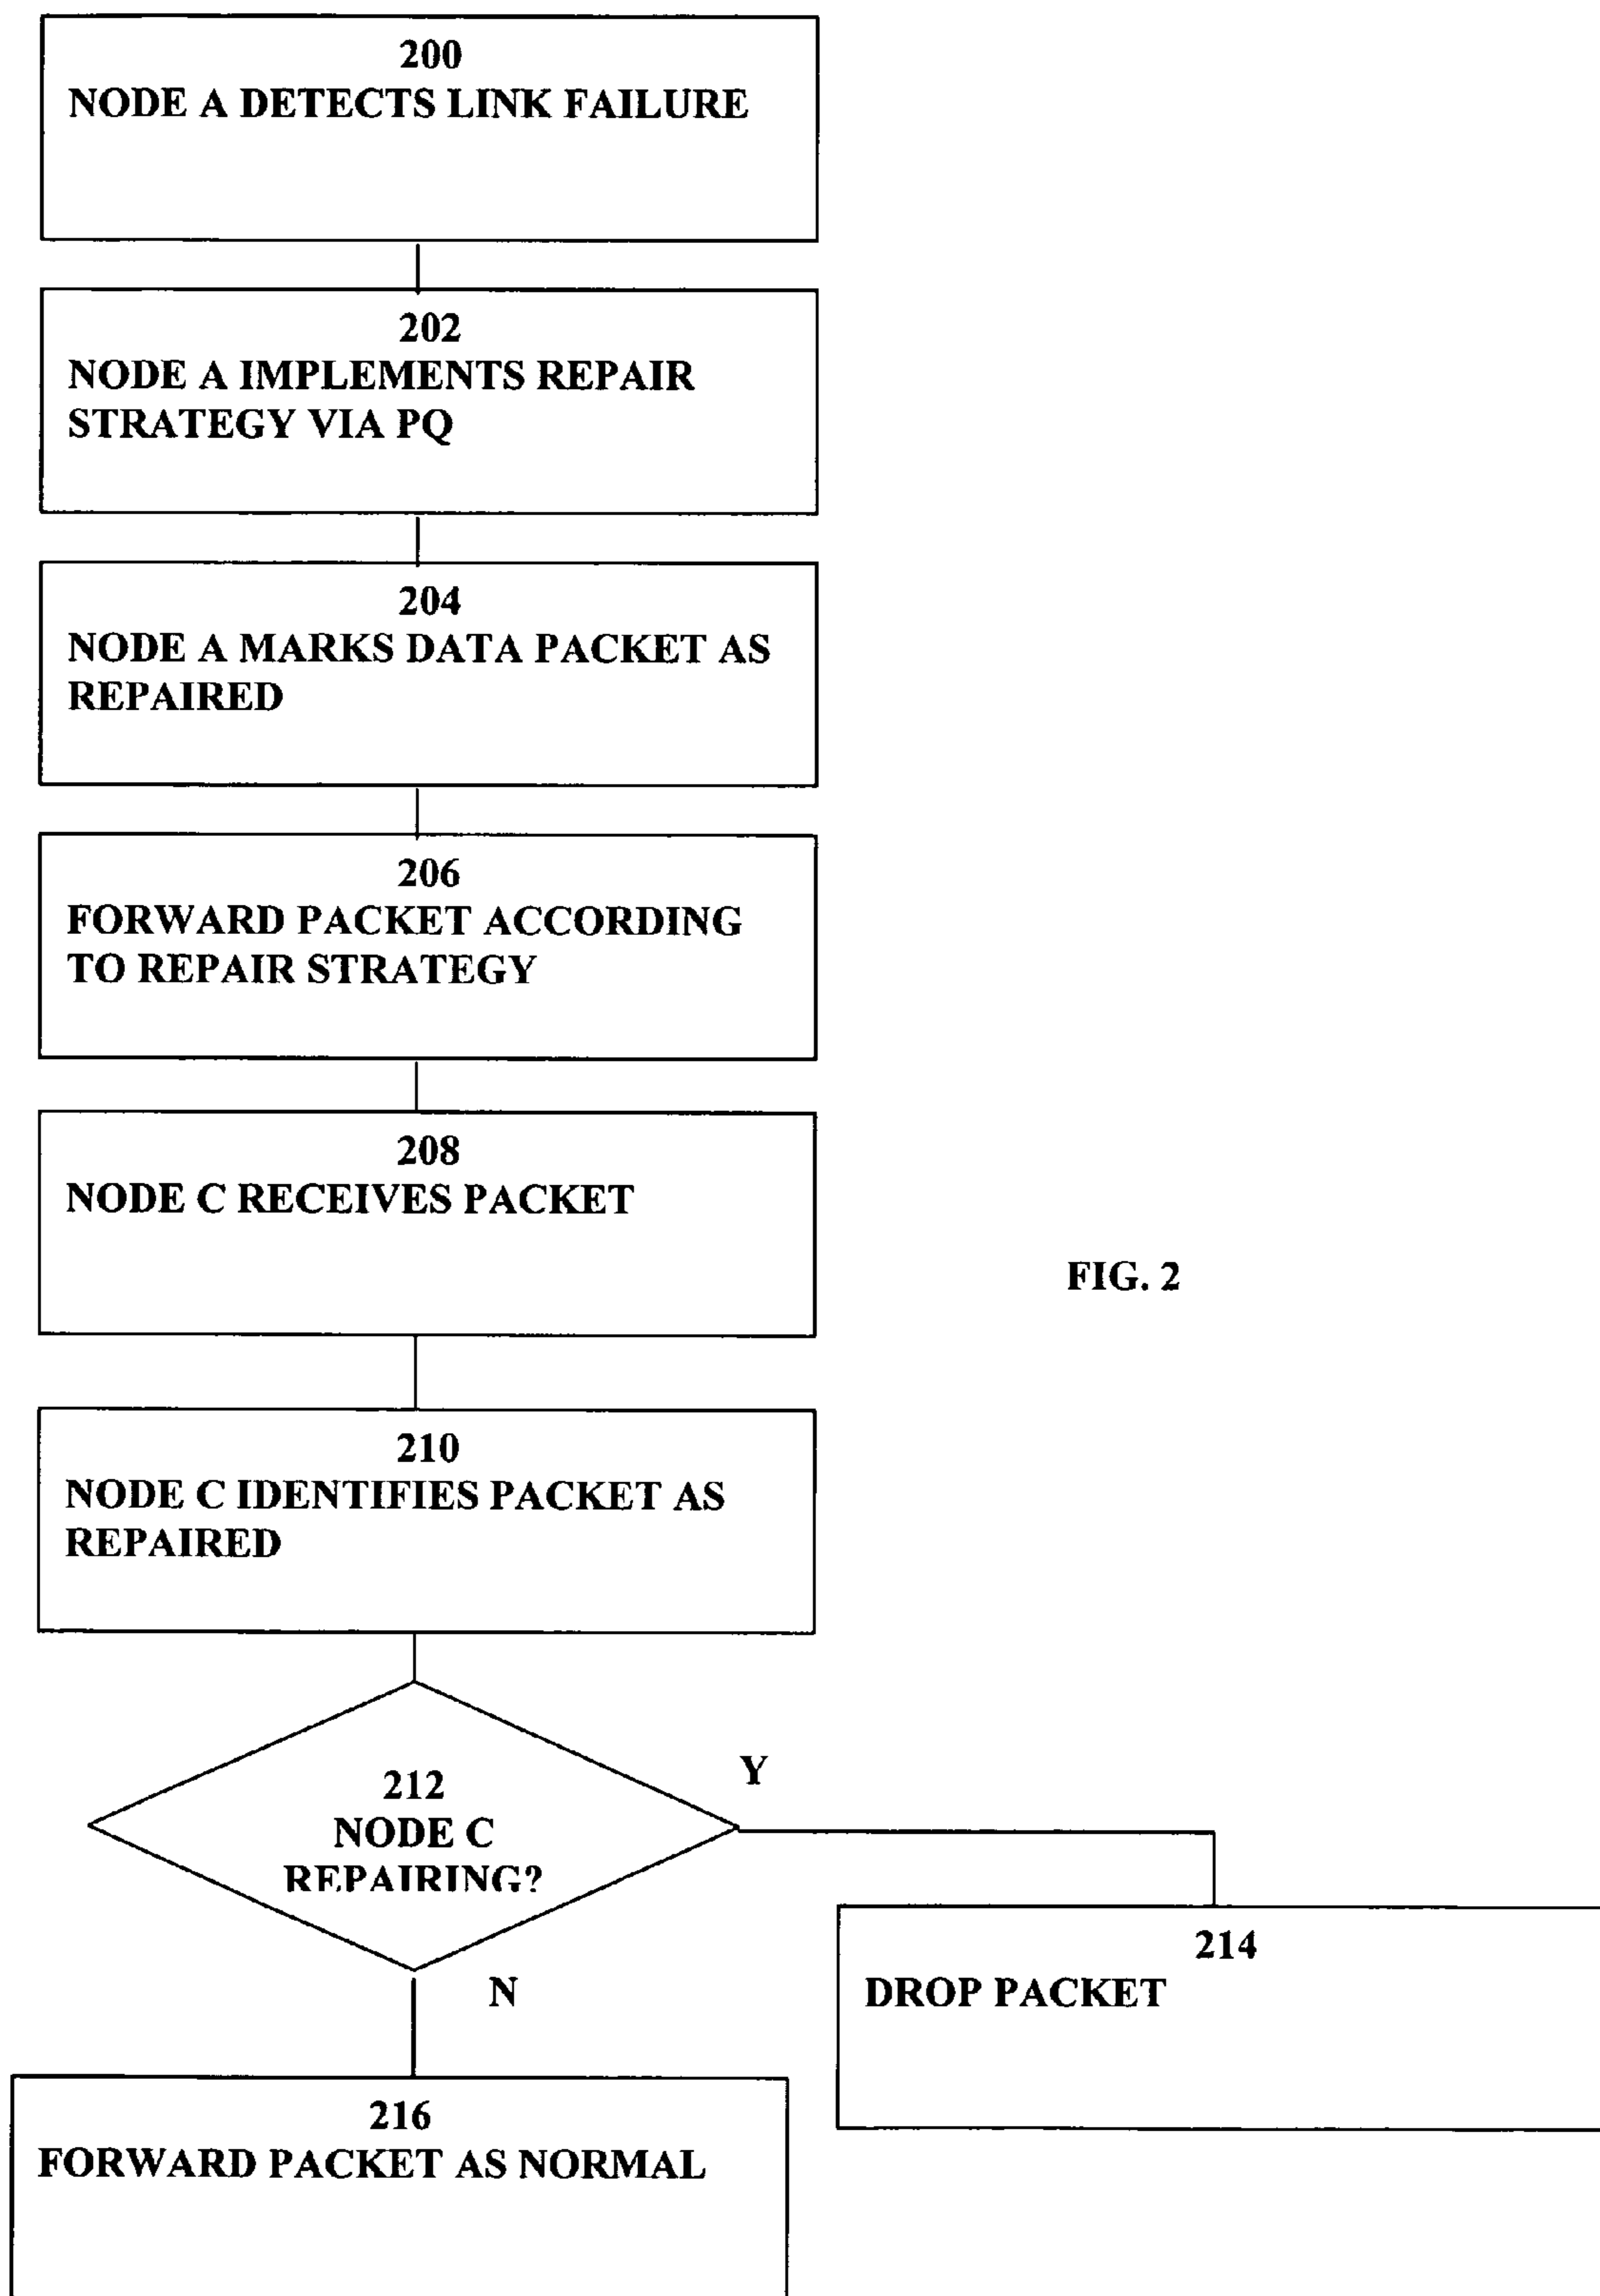 200
NODE A DETECTS LINK FAILURE
202
NODE A IMPLEMENTS REPAIR
STRATEGY VIA PQ
204
NODE A MARKS DATA PACKET AS
REPAIRED
206
FORWARD PACKET ACCORDING
TO REPAIR STRATEGY
208
NODE C RECEIVES PACKET
FIG. 2
210
NODE C IDENTIFIES PACKET AS
REPAIRED
212
NODE C
REPAIRING?
Y
N
214
DROP PACKET
216
FORWARD PACKET AS NORMAL